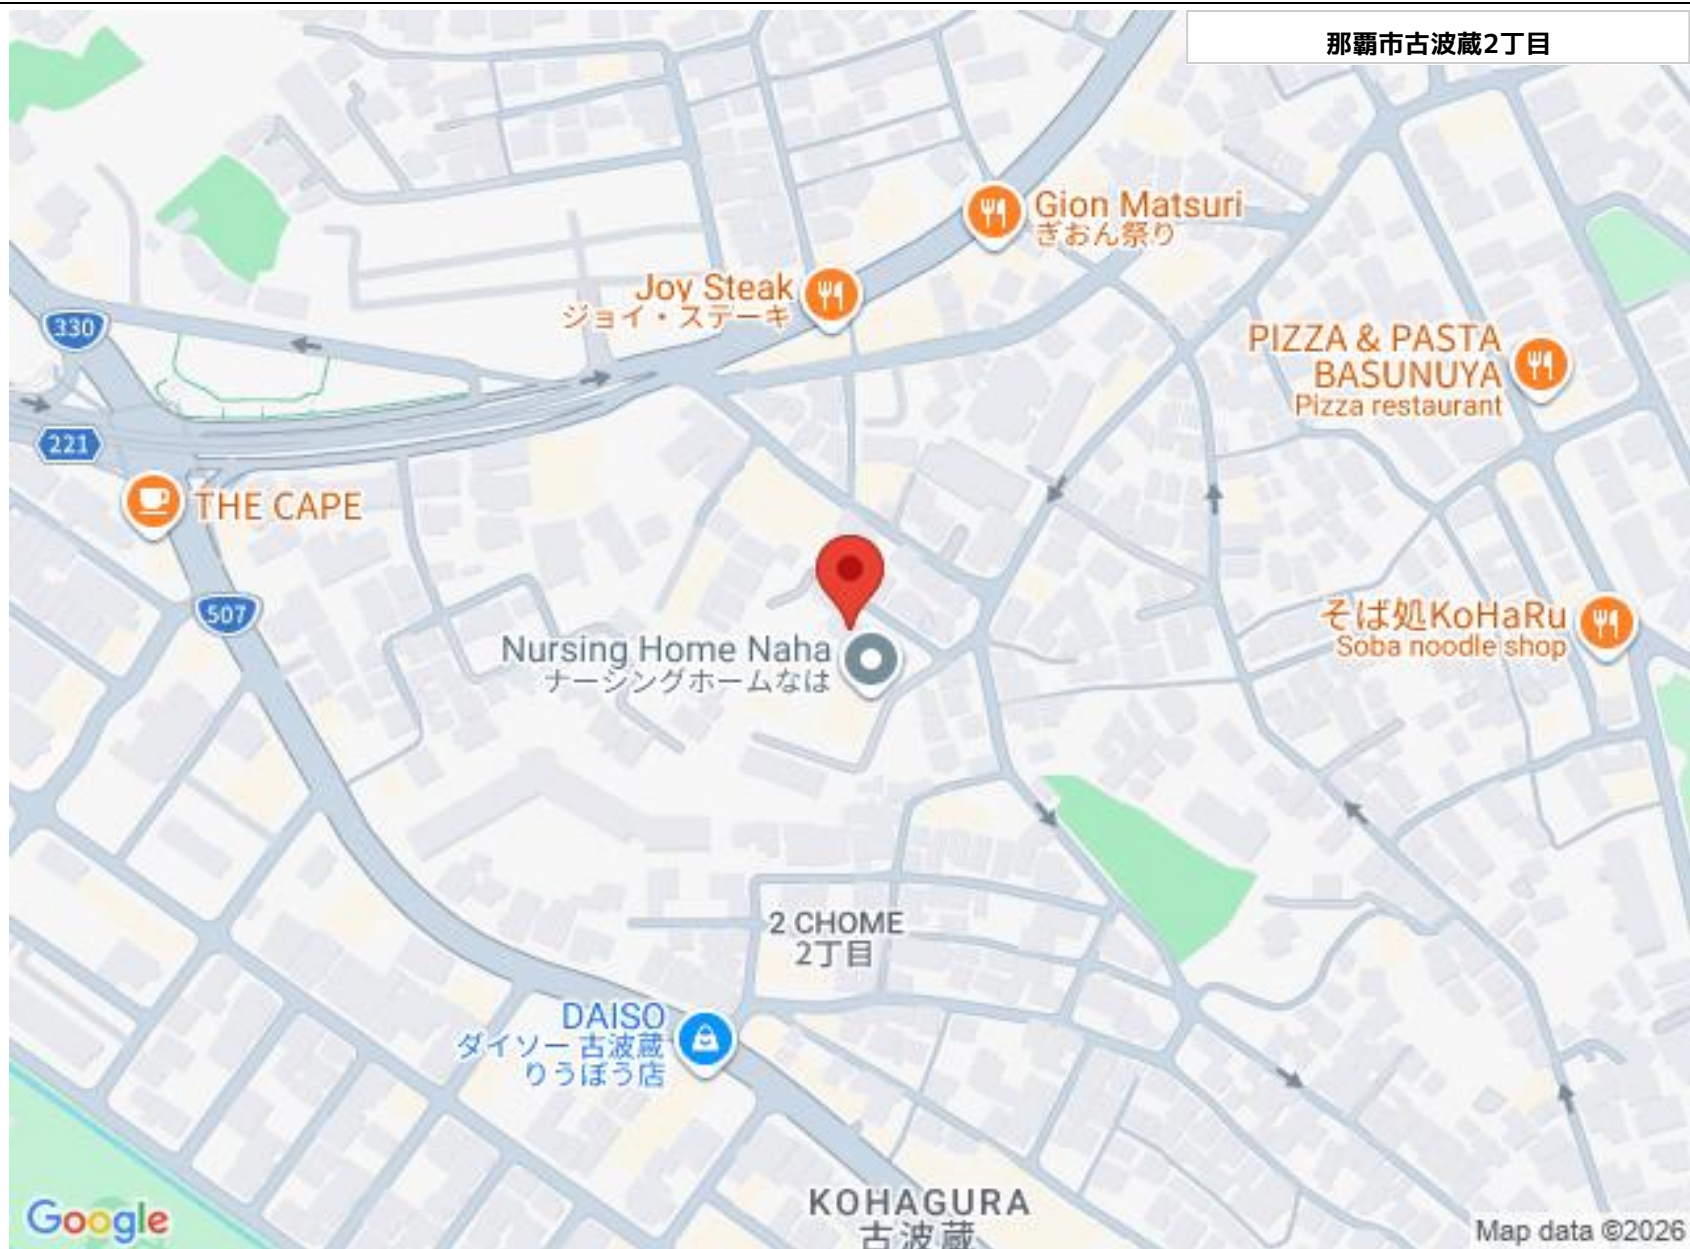 那覇市古波蔵2丁目
Gion Matsuri
ぎおん祭り
Joy Steak
ジョイ・ステーキ
330
PIZZA & PASTA
BASUNUYA
Pizza restaurant
221
THE CAPE
507
そば処KoHaRu
Soba noodle shop
Nursing Home Naha
ナーシングホームなは
2 CHOME
2丁目
DAISO
ダイソー 古波蔵
りうぼう店
KOHAGURA
古波蔵
Google
Map data ©2026